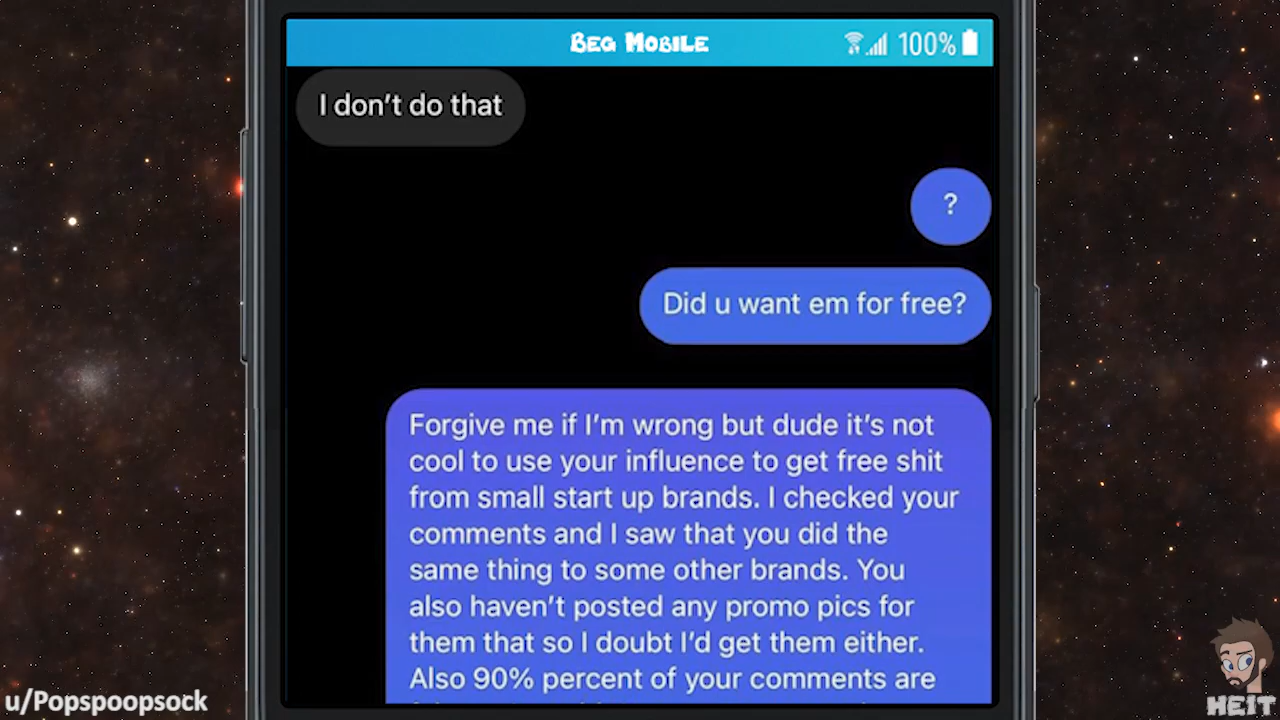 BEG MOBILE
100%
I don't do that
?
Did u want em for free?
Forgive me if I'm wrong but dude it's not
cool to use your influence to get free shit
from small start up brands. I checked your
comments and I saw that you did the
same thing to some other brands. You
also haven't posted any promo pics for
them that so I doubt I'd get them either.
Also 90% percent of your comments are
u/Popspoopsock
HEIT